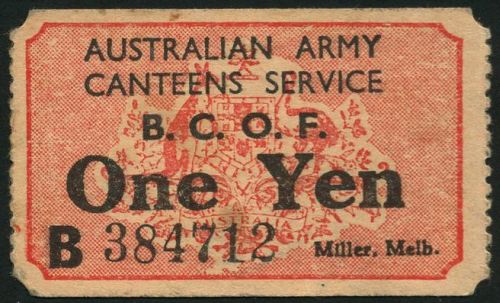 AUSTRALIAN ARMY
CANTEENS SERVICE
B. C. O. F.
One Yen
B 384712 Miller, Melb.